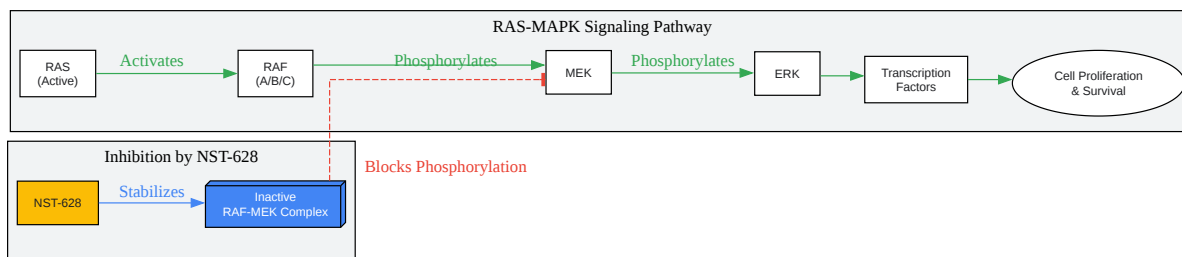 RAS-MAPK Signaling Pathway
RAS
(Active)
Activates
RAF
(A/B/C)
Phosphorylates
MEK
Phosphorylates
ERK
Transcription
Factors
Cell Proliferation
& Survival
Inhibition by NST-628
Blocks Phosphorylation
NST-628
Stabilizes
Inactive
RAF-MEK Complex